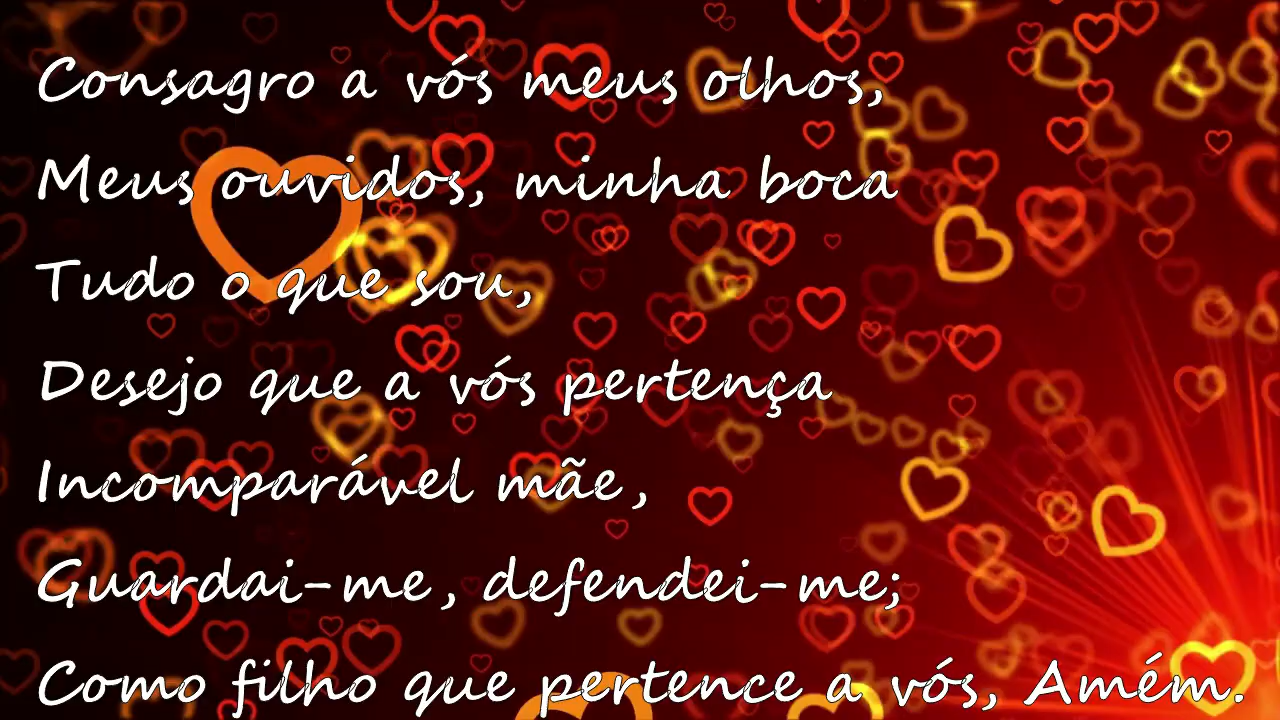 Consagro a vós meus olhos,
Meus ouvidos, minha boca
Tudo o que sou,
Desejo que a vós pertença
Incomparável mãe,
Guardai-me, defendei-me;
Como filho que pertence a vós, Amém.